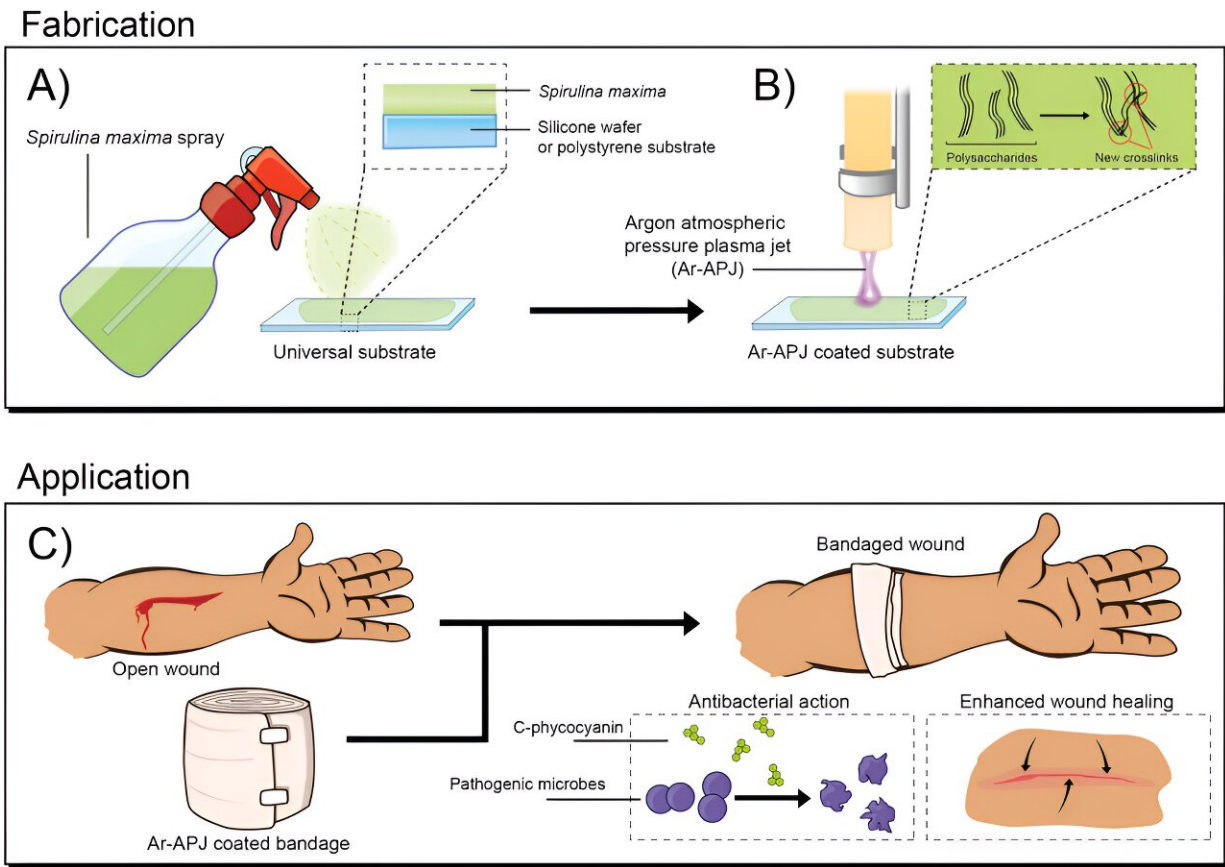 Fabrication
A)
Spirulina maxima spray
Spirulina maxima
Silicone wafer
or polystyrene substrate
Universal substrate
B)
Argon atmospheric
pressure plasma jet
(Ar-APJ)
Polysaccharides
New crosslinks
Ar-APJ coated substrate
Application
C)
Open wound
Ar-APJ coated bandage
Bandaged wound
Antibacterial action
C-phycocyanin
Pathogenic microbes
Enhanced wound healing